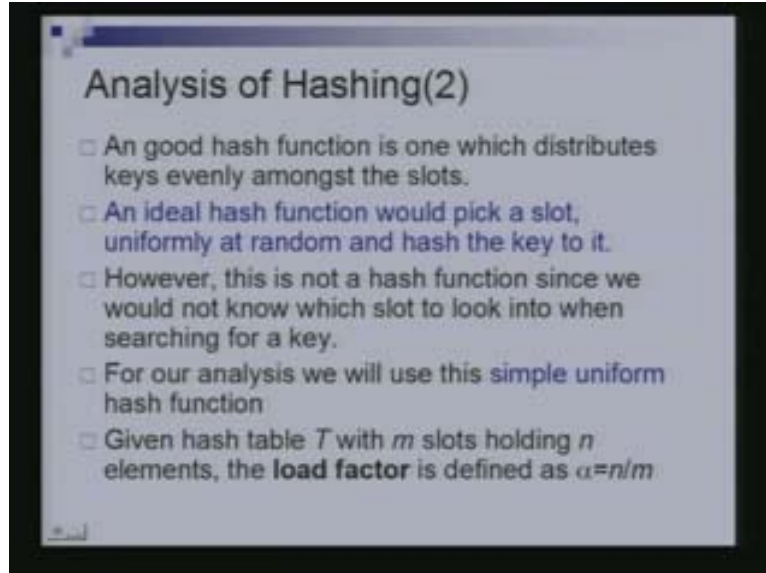 Analysis of Hashing(2)
An good hash function is one which distributes
keys evenly amongst the slots.
An ideal hash function would pick a slot,
uniformly at random and hash the key to it.
However, this is not a hash function since we
would not know which slot to look into when
searching for a key.
For our analysis we will use this simple uniform
hash function
Given hash table T with m slots holding n
elements, the load factor is defined as α=n/m